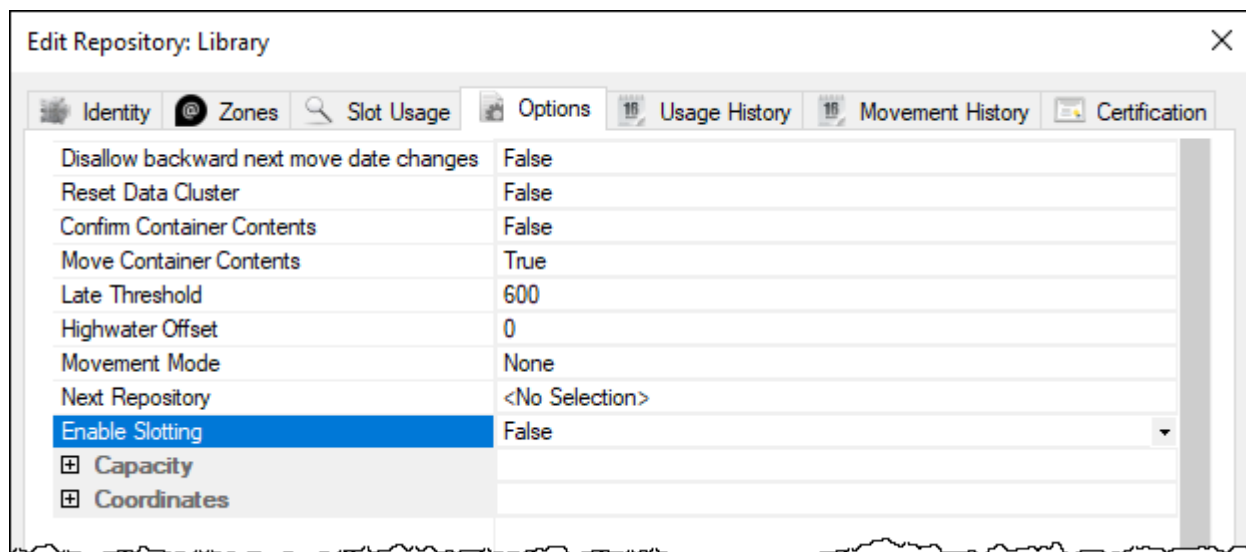 Edit Repository: Library
Identity Zones Slot Usage Options Usage History Movement History Certification
Disallow backward next move date changes False
Reset Data Cluster False
Confirm Container Contents False
Move Container Contents True
Late Threshold 600
Highwater Offset 0
Movement Mode None
Next Repository <No Selection>
Enable Slotting False
Capacity
Coordinates